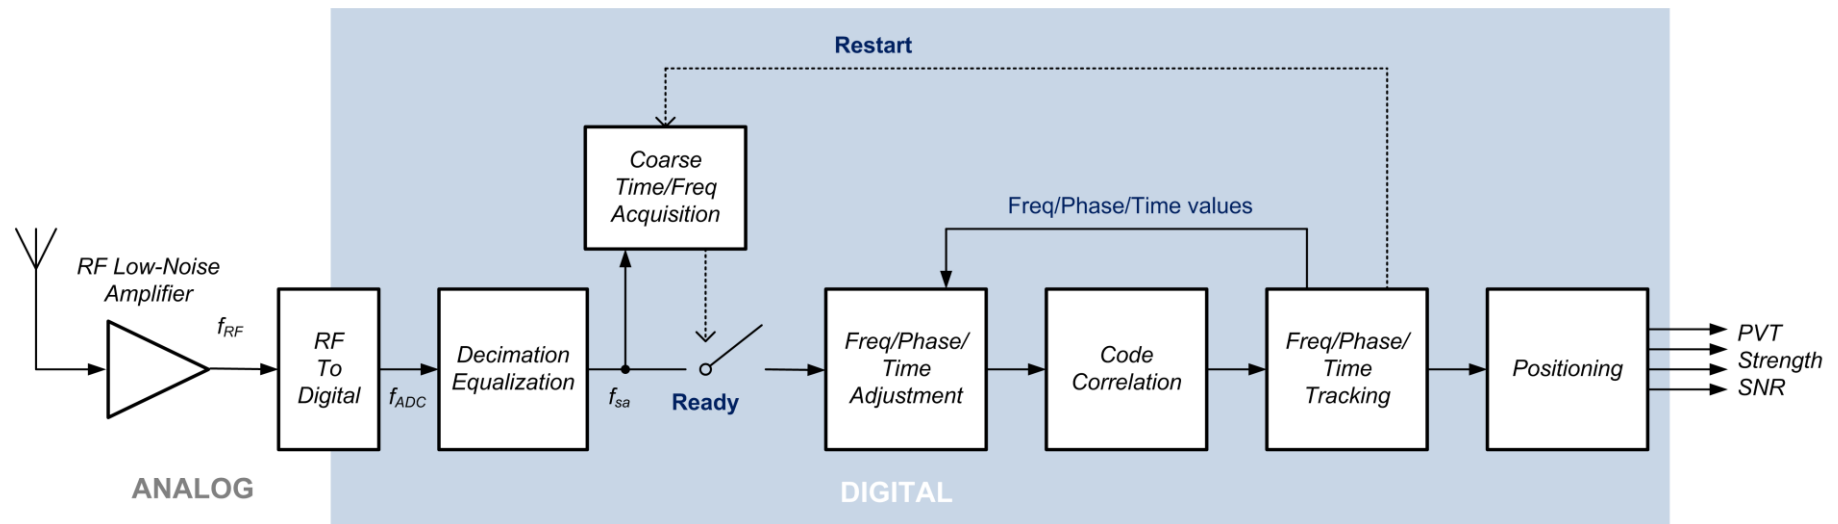 Restart
Coarse
Time/Freq
Acquisition
Freq/Phase/Time values
RF Low-Noise
Amplifier
fRF
RF
To
Digital
fADC
Decimation
Equalization
fsa
Ready
Freq/Phase/
Time
Adjustment
Code
Correlation
Freq/Phase/
Time
Tracking
Positioning
PVT
Strength
SNR
ANALOG
DIGITAL